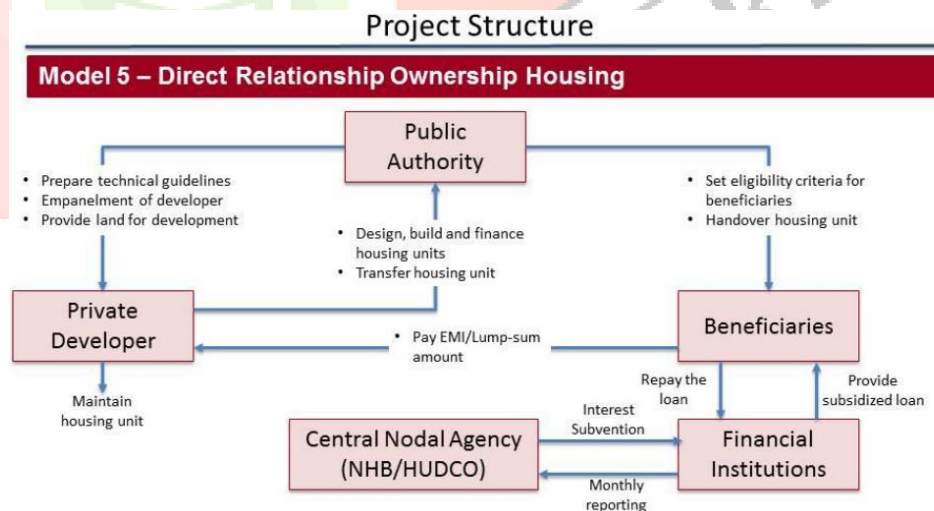 Project Structure
Model 5 – Direct Relationship Ownership Housing
Public
Authority
• Prepare technical guidelines
• Empanelment of developer
• Provide land for development
• Set eligibility criteria for
beneficiaries
• Handover housing unit
• Design, build and finance
housing units
• Transfer housing unit
Private
Developer
Beneficiaries
• Pay EMI/Lump-sum
amount
Maintain
housing unit
Repay the
loan
Provide
subsidized loan
Central Nodal Agency
(NHB/HUDCO)
Interest
Subvention
Financial
Institutions
Monthly
reporting